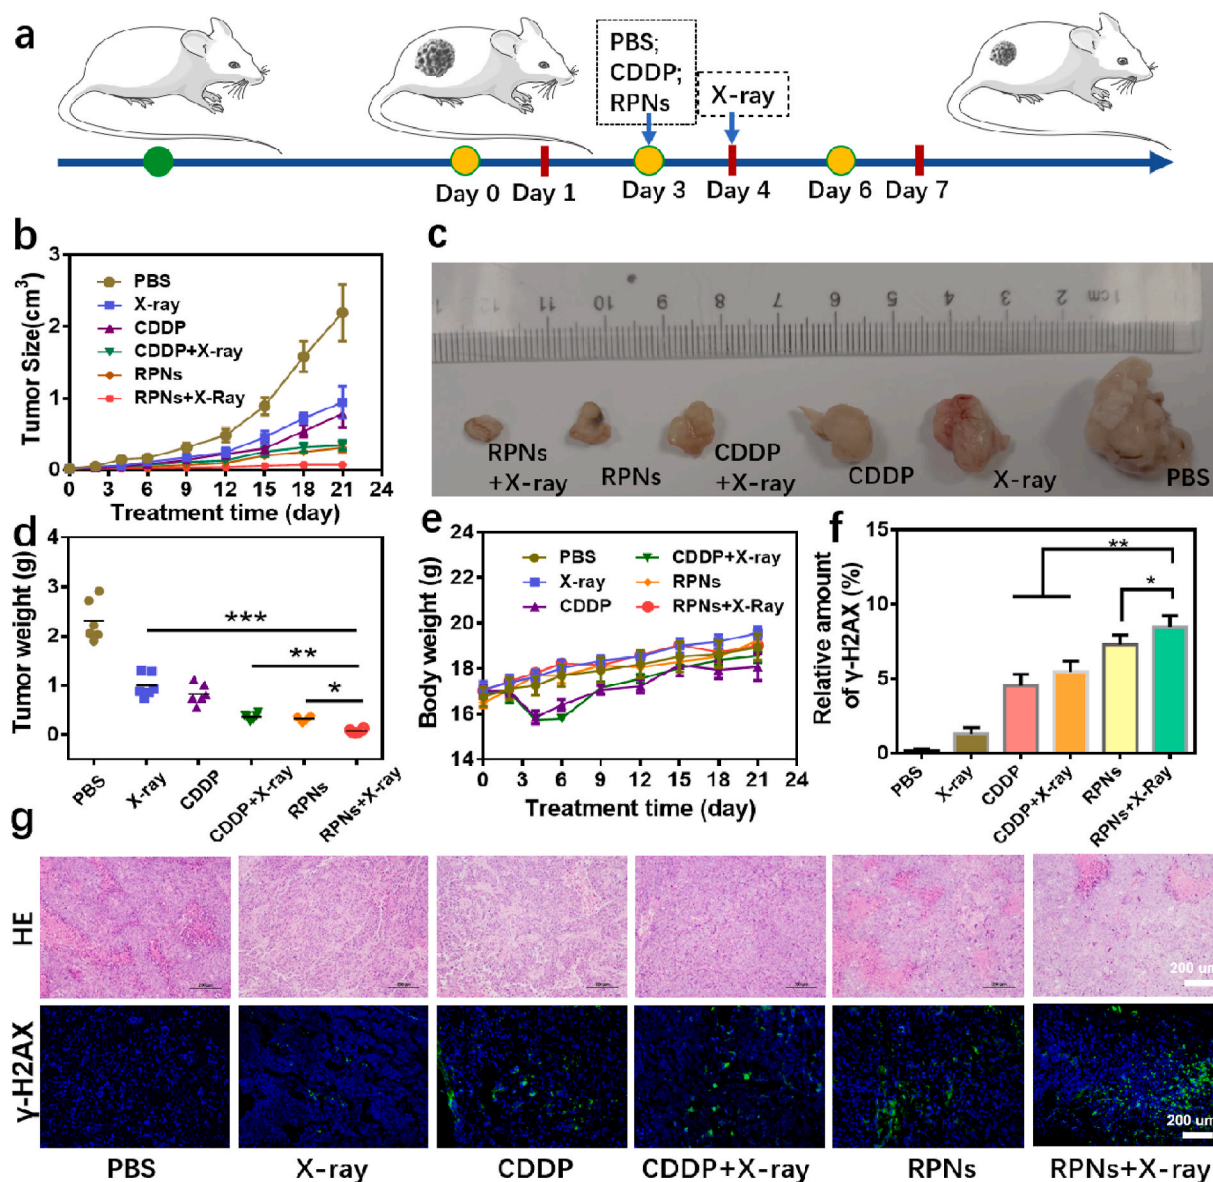 a
PBS;
CDDP;
RPNs
X-ray
Day 0
Day 1
Day 3
Day 4
Day 6
Day 7
b
Tumor Size(cm³)
3
2
1
0
PBS
X-ray
CDDP
CDDP+X-ray
RPNs
RPNs+X-Ray
0 3 6 9 12 15 18 21 24
Treatment time (day)
c
12 11 10 9 8 7 6 5 4 3 2 1cm
RPNs
+X-ray
RPNs
CDDP
+X-ray
CDDP
X-ray
PBS
d
Tumor weight (g)
4
3
2
1
0
***
**
*
PBS
X-ray
CDDP
CDDP+X-ray
RPNs
RPNs+X-ray
e
Body weight (g)
24
22
20
18
16
14
PBS
X-ray
CDDP
CDDP+X-ray
RPNs
RPNs+X-Ray
0 3 6 9 12 15 18 21 24
Treatment time (day)
f
Relative amount
of γ-H2AX (%)
15
10
5
0
**
*
PBS
X-ray
CDDP
CDDP+X-ray
RPNs
RPNs+X-Ray
g
HE
200 um
γ-H2AX
200 um
PBS
X-ray
CDDP
CDDP+X-ray
RPNs
RPNs+X-ray